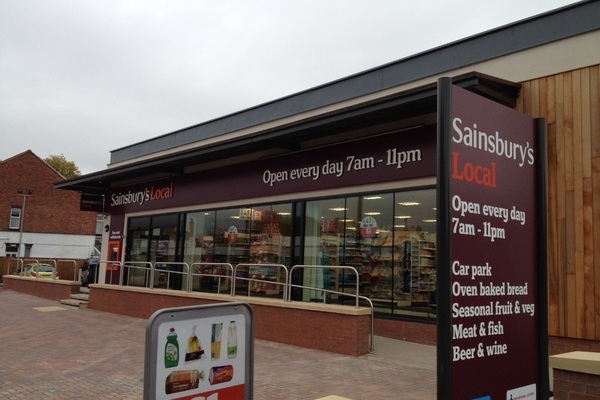 Sainsbury's Local
Open every day 7am - 11pm
Sainsbury's
Local
Open every day
7am - 11pm
Car park
Oven baked bread
Seasonal fruit & veg
Meat & fish
Beer & wine